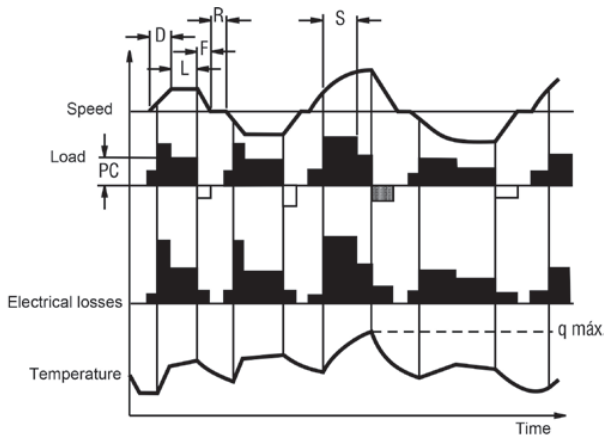 R
S
D
F
L
Speed
Load
PC
Electrical losses
q máx.
Temperature
Time